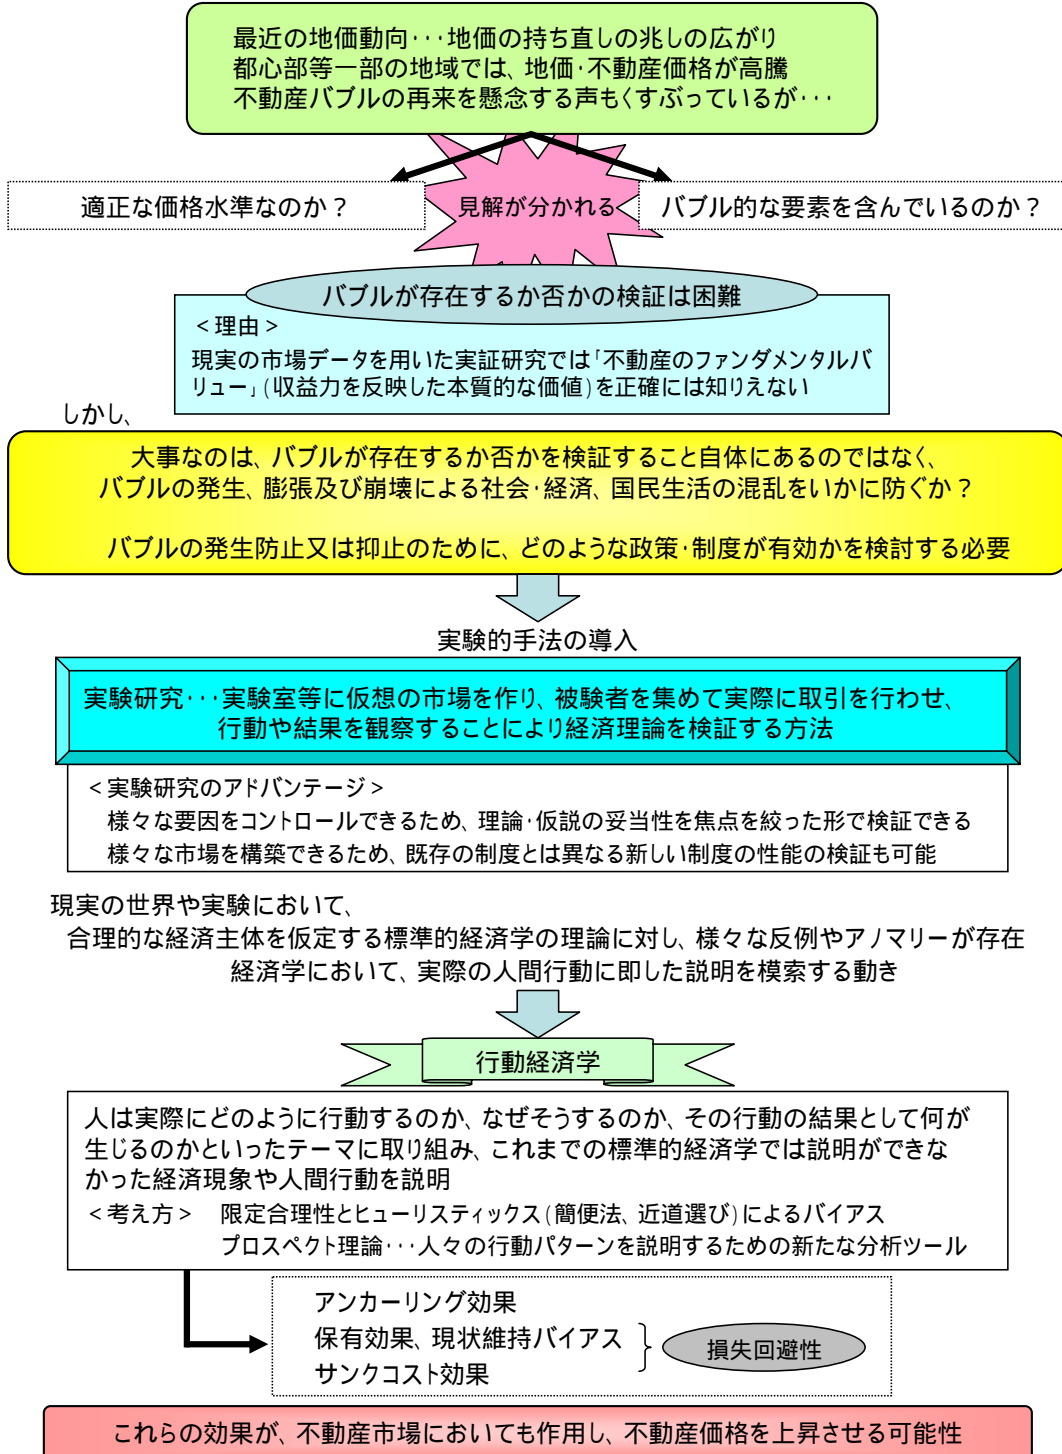 最近の地価動向･･･地価の持ち直しの兆しの広がり
都心部等一部の地域では、地価･不動産価格が高騰
不動産バブルの再来を懸念する声もくすぶっているが･･･
適正な価格水準なのか？
見解が分かれる
バブル的な要素を含んでいるのか？
バブルが存在するか否かの検証は困難
＜理由＞
現実の市場データを用いた実証研究では「不動産のファンダメンタルバ
リュー」(収益力を反映した本質的な価値)を正確には知りえない
しかし、
大事なのは、バブルが存在するか否かを検証すること自体にあるのではなく、
バブルの発生、膨張及び崩壊による社会･経済、国民生活の混乱をいかに防ぐか？
バブルの発生防止又は抑止のために、どのような政策･制度が有効かを検討する必要
実験的手法の導入
実験研究･･･実験室等に仮想の市場を作り、被験者を集めて実際に取引を行わせ、
行動や結果を観察することにより経済理論を検証する方法
＜実験研究のアドバンテージ＞
様々な要因をコントロールできるため、理論･仮説の妥当性を焦点を絞った形で検証できる
様々な市場を構築できるため、既存の制度とは異なる新しい制度の性能の検証も可能
現実の世界や実験において、
合理的な経済主体を仮定する標準的経済学の理論に対し、様々な反例やアノマリーが存在
経済学において、実際の人間行動に即した説明を模索する動き
行動経済学
人は実際にどのように行動するのか、なぜそうするのか、その行動の結果として何が
生じるのかといったテーマに取り組み、これまでの標準的経済学では説明ができな
かった経済現象や人間行動を説明
＜考え方＞　限定合理性とヒューリスティックス(簡便法、近道選び)によるバイアス
プロスペクト理論･･･人々の行動パターンを説明するための新たな分析ツール
アンカーリング効果
保有効果、現状維持バイアス
サンクコスト効果
損失回避性
これらの効果が、不動産市場においても作用し、不動産価格を上昇させる可能性